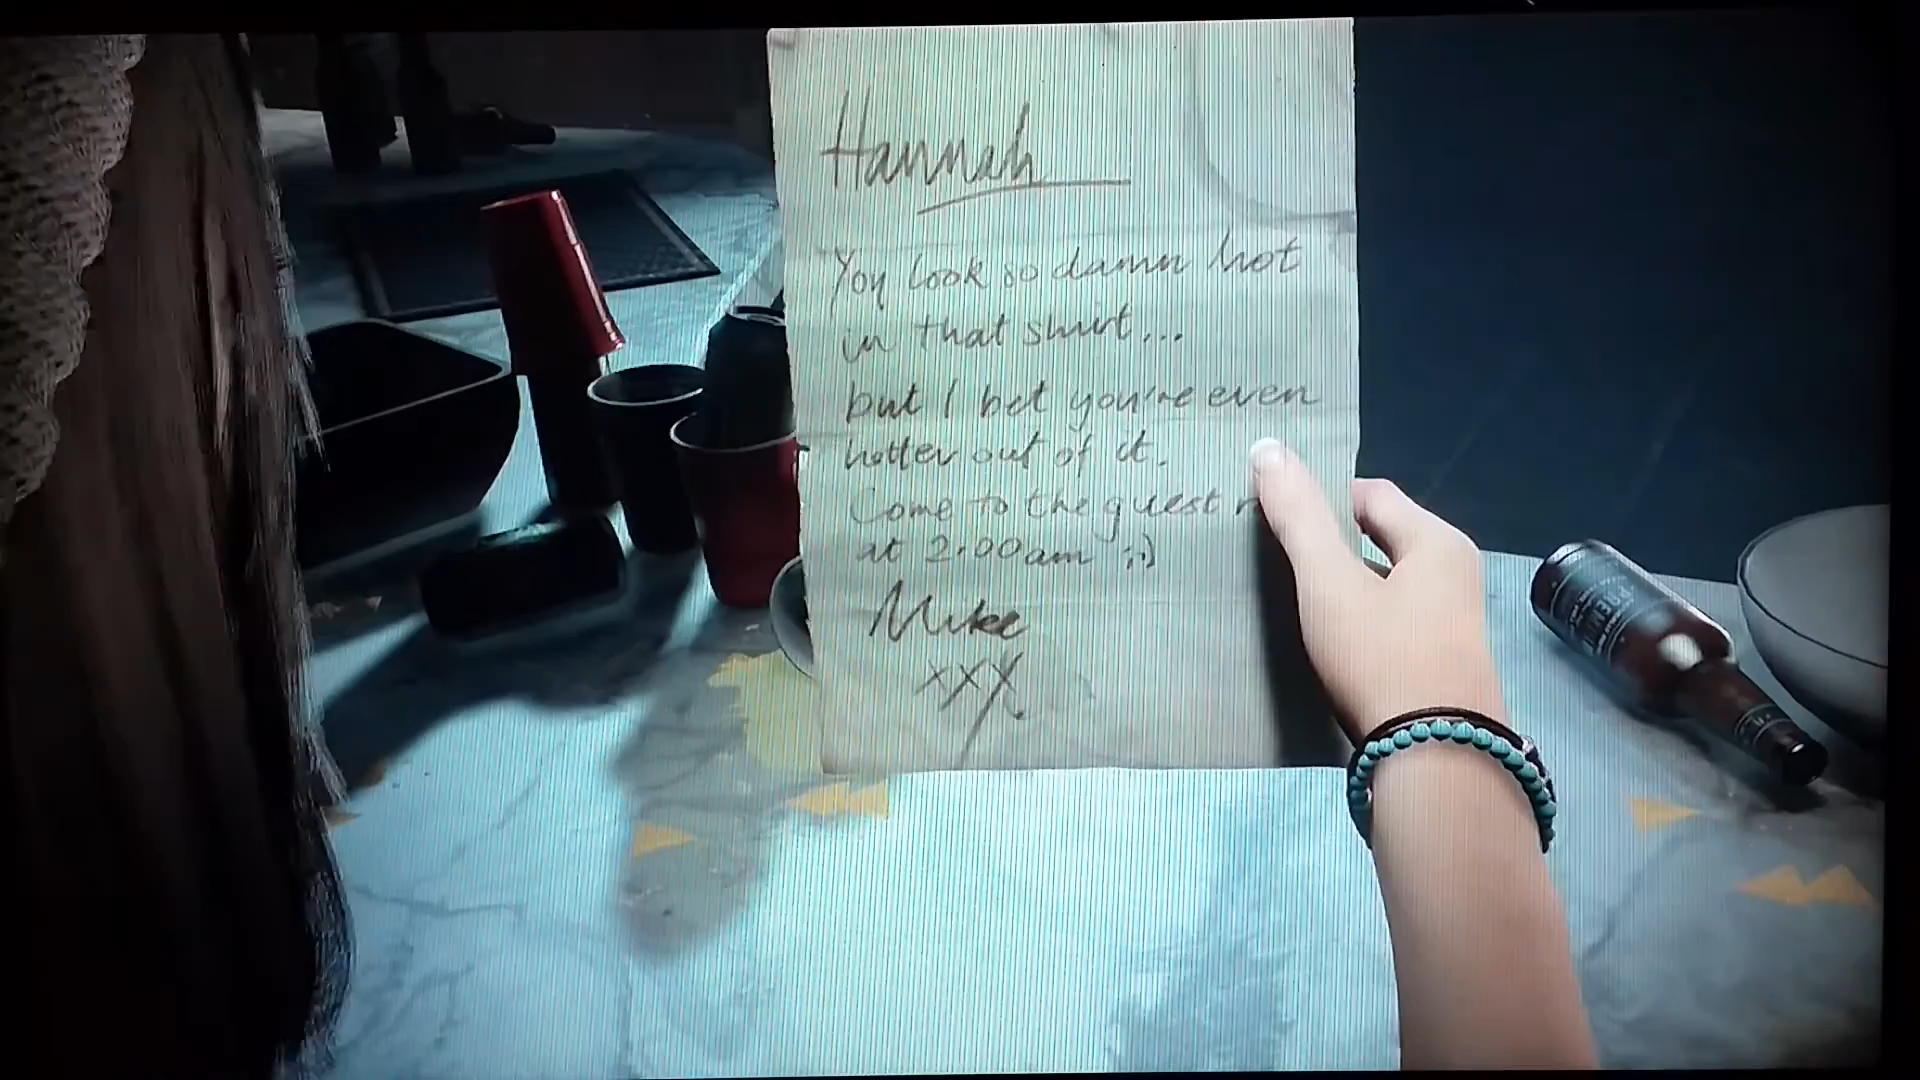 Hannah
You look so damn hot
in that shirt...
but I bet you're even
hotter out of it.
Come to the guest
at 2.00am ;)
Mike
xxx